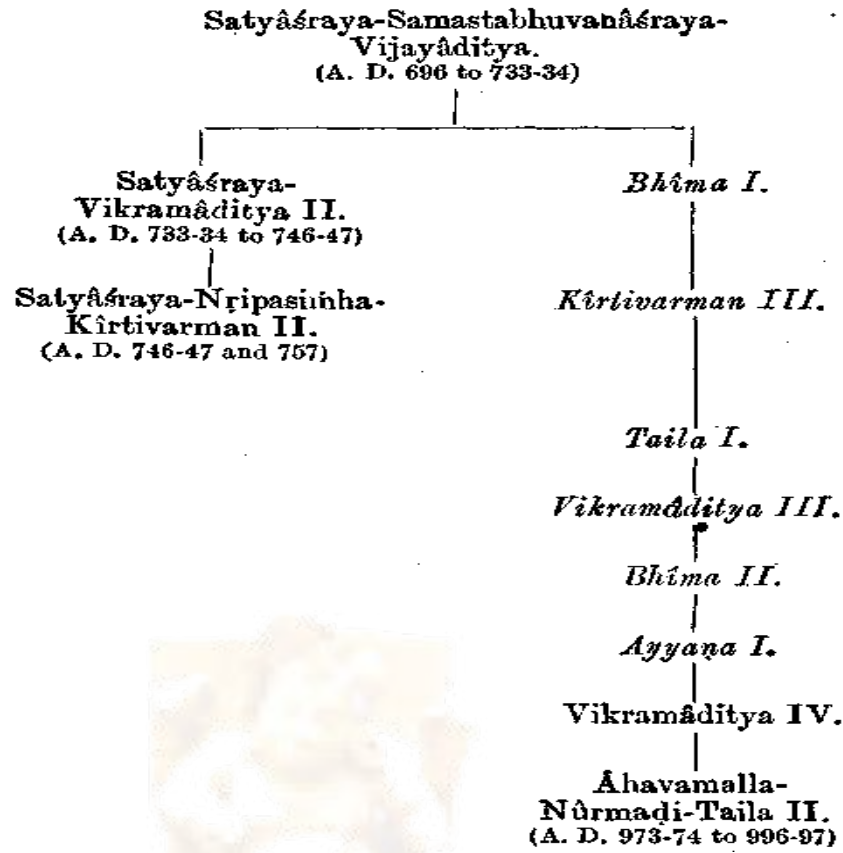 Satyâśraya-Samastabhuvanâśraya-
Vijayâditya.
(A. D. 696 to 733-34)
Satyâśraya-
Vikramâditya II.
(A. D. 733-34 to 746-47)
Bhîma I.
Satyâśraya-Nṛipasiṁha-
Kîrtivarman II.
(A. D. 746-47 and 757)
Kîrtivarman III.
Taila I.
Vikramâditya III.
Bhîma II.
Ayyaṇa I.
Vikramâditya IV.
Âhavamalla-
Nûrmaḍi-Taila II.
(A. D. 973-74 to 996-97)